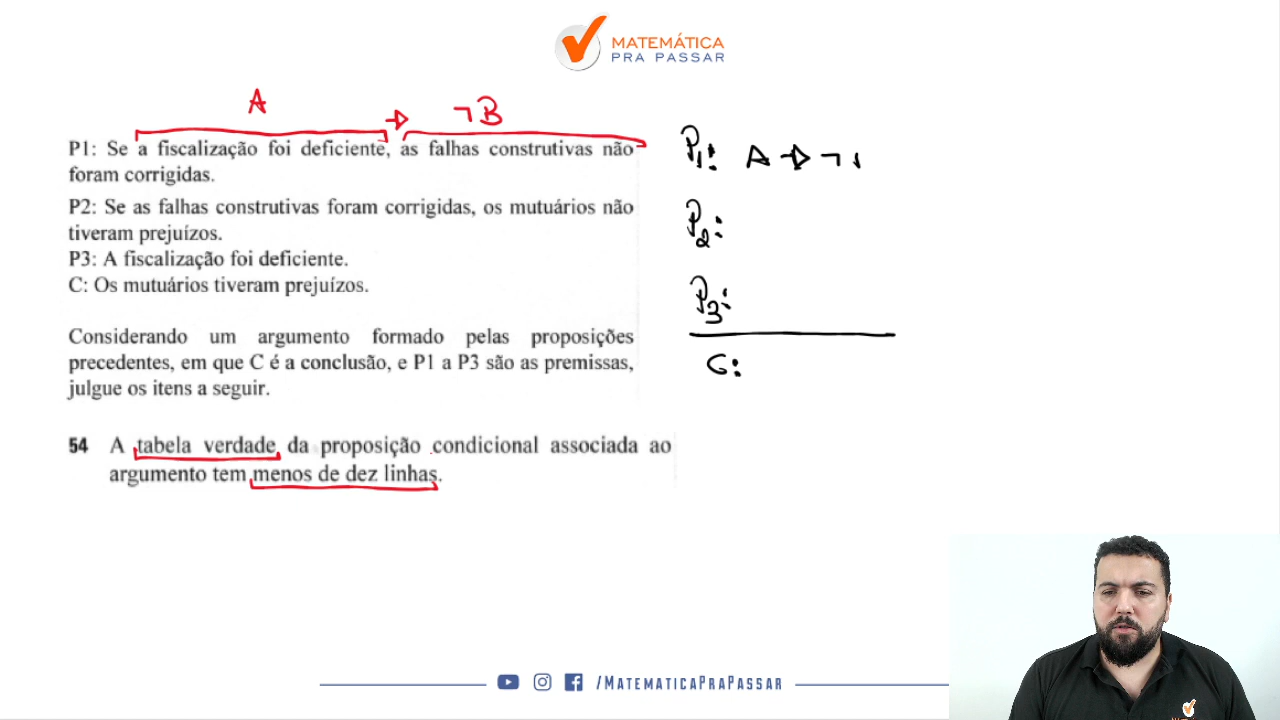 MATEMÁTICA
PRA PASSAR
A → ¬B
P1: Se a fiscalização foi deficiente, as falhas construtivas não
foram corrigidas.
P2: Se as falhas construtivas foram corrigidas, os mutuários não
tiveram prejuízos.
P3: A fiscalização foi deficiente.
C: Os mutuários tiveram prejuízos.
Considerando um argumento formado pelas proposições
precedentes, em que C é a conclusão, e P1 a P3 são as premissas,
julgue os itens a seguir.
54 A tabela verdade da proposição condicional associada ao
argumento tem menos de dez linhas.
P1: A → ¬
P2:
P3:
C:
/MATEMATICAPRAPASSAR